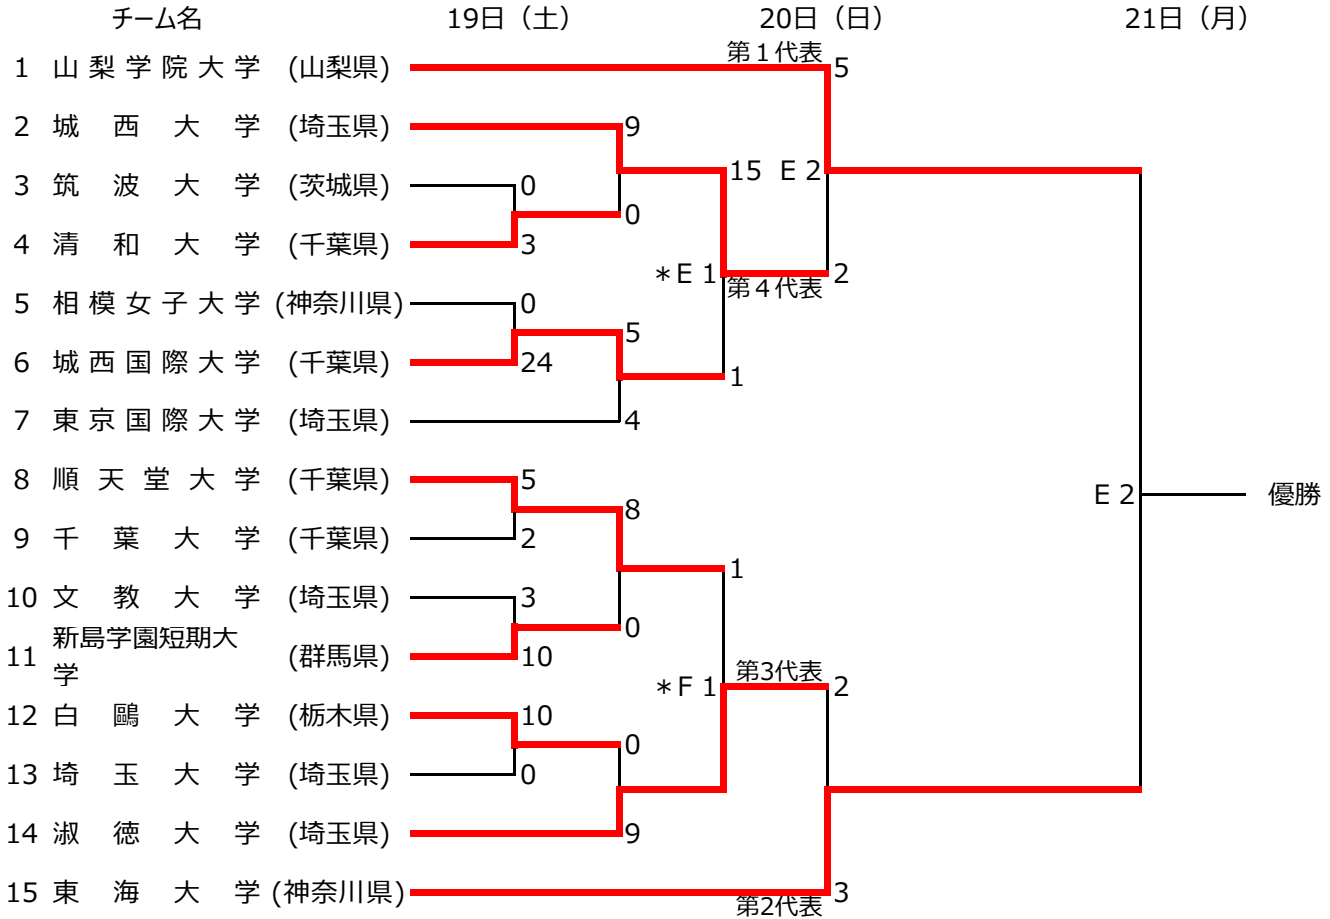 チーム名 19日（土） 20日（日） 21日（月）
第１代表
1 山梨学院大学 (山梨県) 5
2 城西大学 (埼玉県) 9
15 Ｅ２
3 筑波大学 (茨城県) 0
0
4 清和大学 (千葉県) 3
＊Ｅ１ 2
第４代表
5 相模女子大学 (神奈川県) 0
5
6 城西国際大学 (千葉県) 24
1
7 東京国際大学 (埼玉県) 4
8 順天堂大学 (千葉県) 5
Ｅ２ 優勝
8
9 千葉大学 (千葉県) 2
1
10 文教大学 (埼玉県) 3
0
11 新島学園短期大
学 (群馬県) 10
第3代表
＊Ｆ１ 2
12 白鷗大学 (栃木県) 10
0
13 埼玉大学 (埼玉県) 0
14 淑徳大学 (埼玉県) 9
15 東海大学 (神奈川県) 3
第2代表